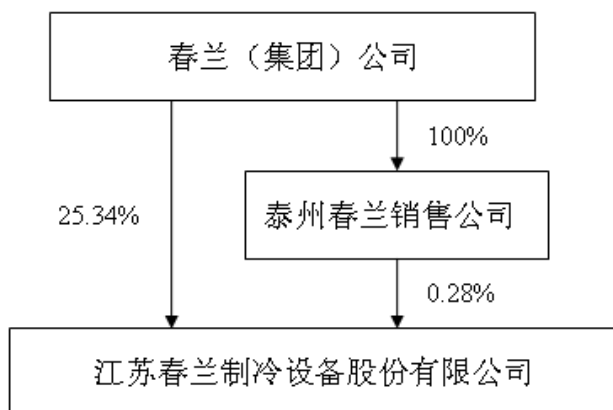 春兰（集团）公司
100%
25.34%
泰州春兰销售公司
0.28%
江苏春兰制冷设备股份有限公司